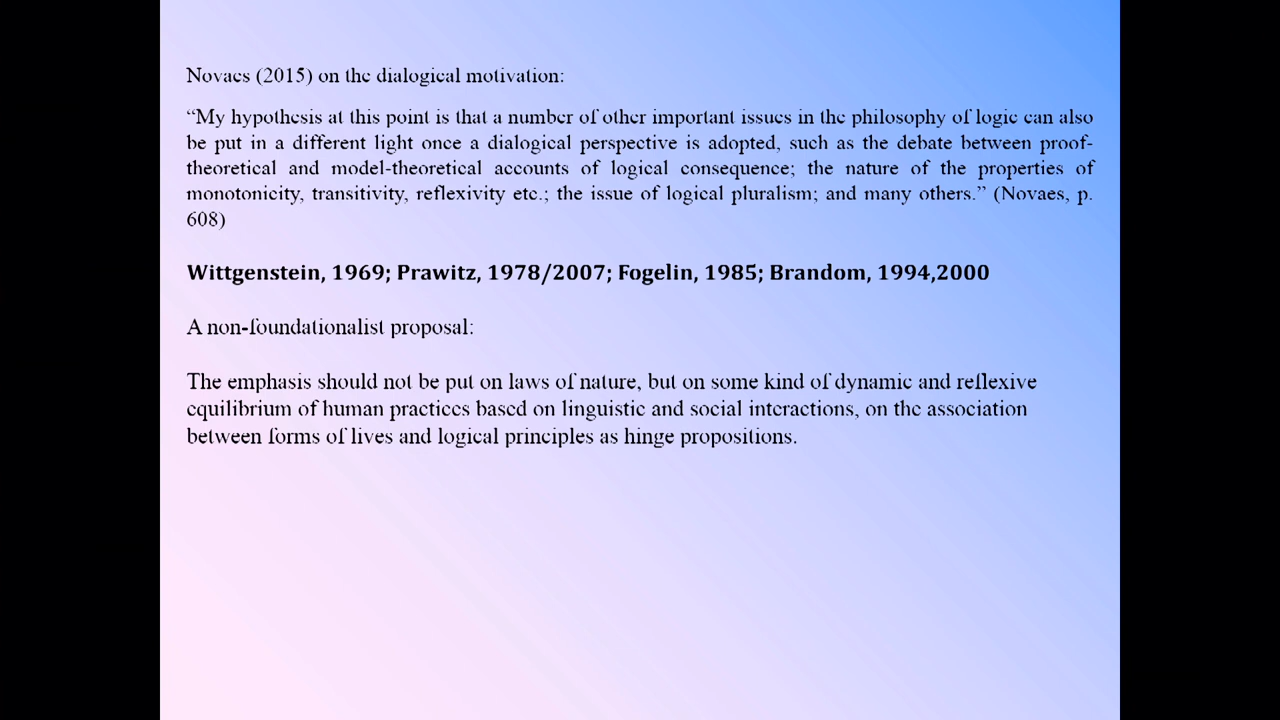 Novaes (2015) on the dialogical motivation:
“My hypothesis at this point is that a number of other important issues in the philosophy of logic can also
be put in a different light once a dialogical perspective is adopted, such as the debate between proof-
theoretical and model-theoretical accounts of logical consequence; the nature of the properties of
monotonicity, transitivity, reflexivity etc.; the issue of logical pluralism; and many others.” (Novaes, p.
608)
Wittgenstein, 1969; Prawitz, 1978/2007; Fogelin, 1985; Brandom, 1994,2000
A non-foundationalist proposal:
The emphasis should not be put on laws of nature, but on some kind of dynamic and reflexive
equilibrium of human practices based on linguistic and social interactions, on the association
between forms of lives and logical principles as hinge propositions.